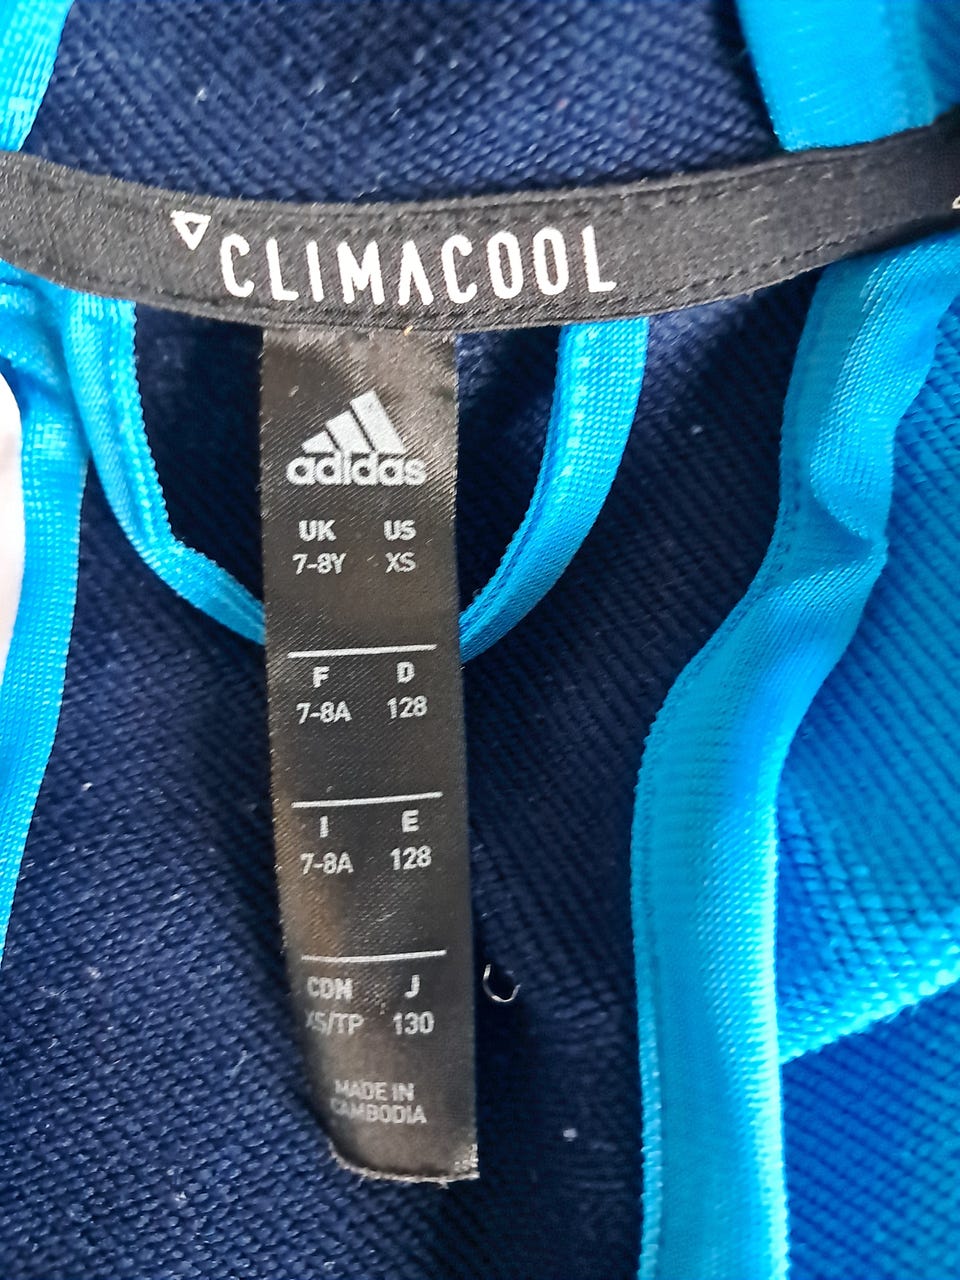 CLIMACOOL
adidas
UK US
7-8Y XS
F D
7-8A 128
I E
7-8A 128
CDN J
XS/TP 130
MADE IN
CAMBODIA